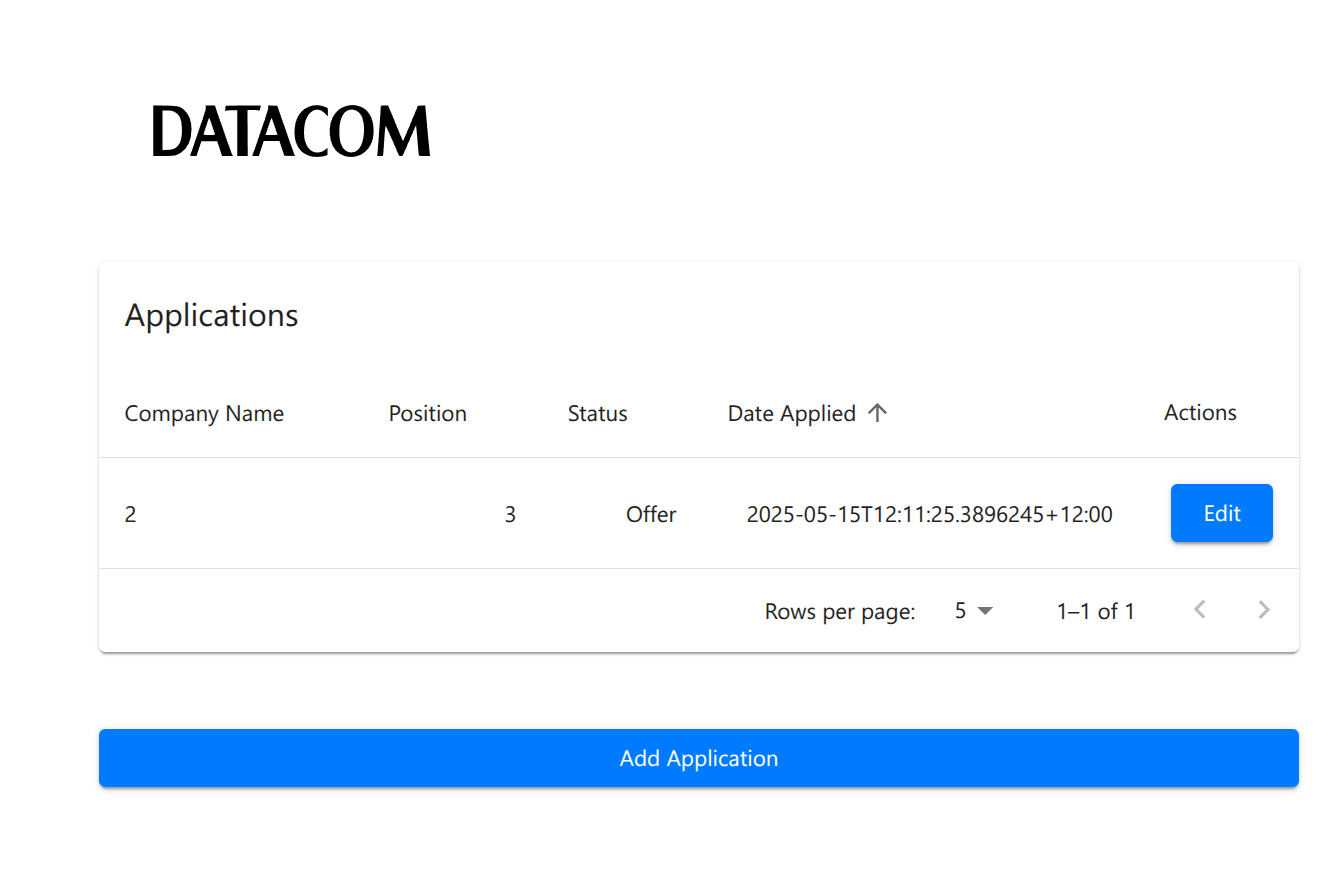 DATACOM
Applications
Company Name Position Status Date Applied Actions
2 3 Offer 2025-05-15T12:11:25.3896245+12:00 Edit
Rows per page: 5 1–1 of 1
Add Application